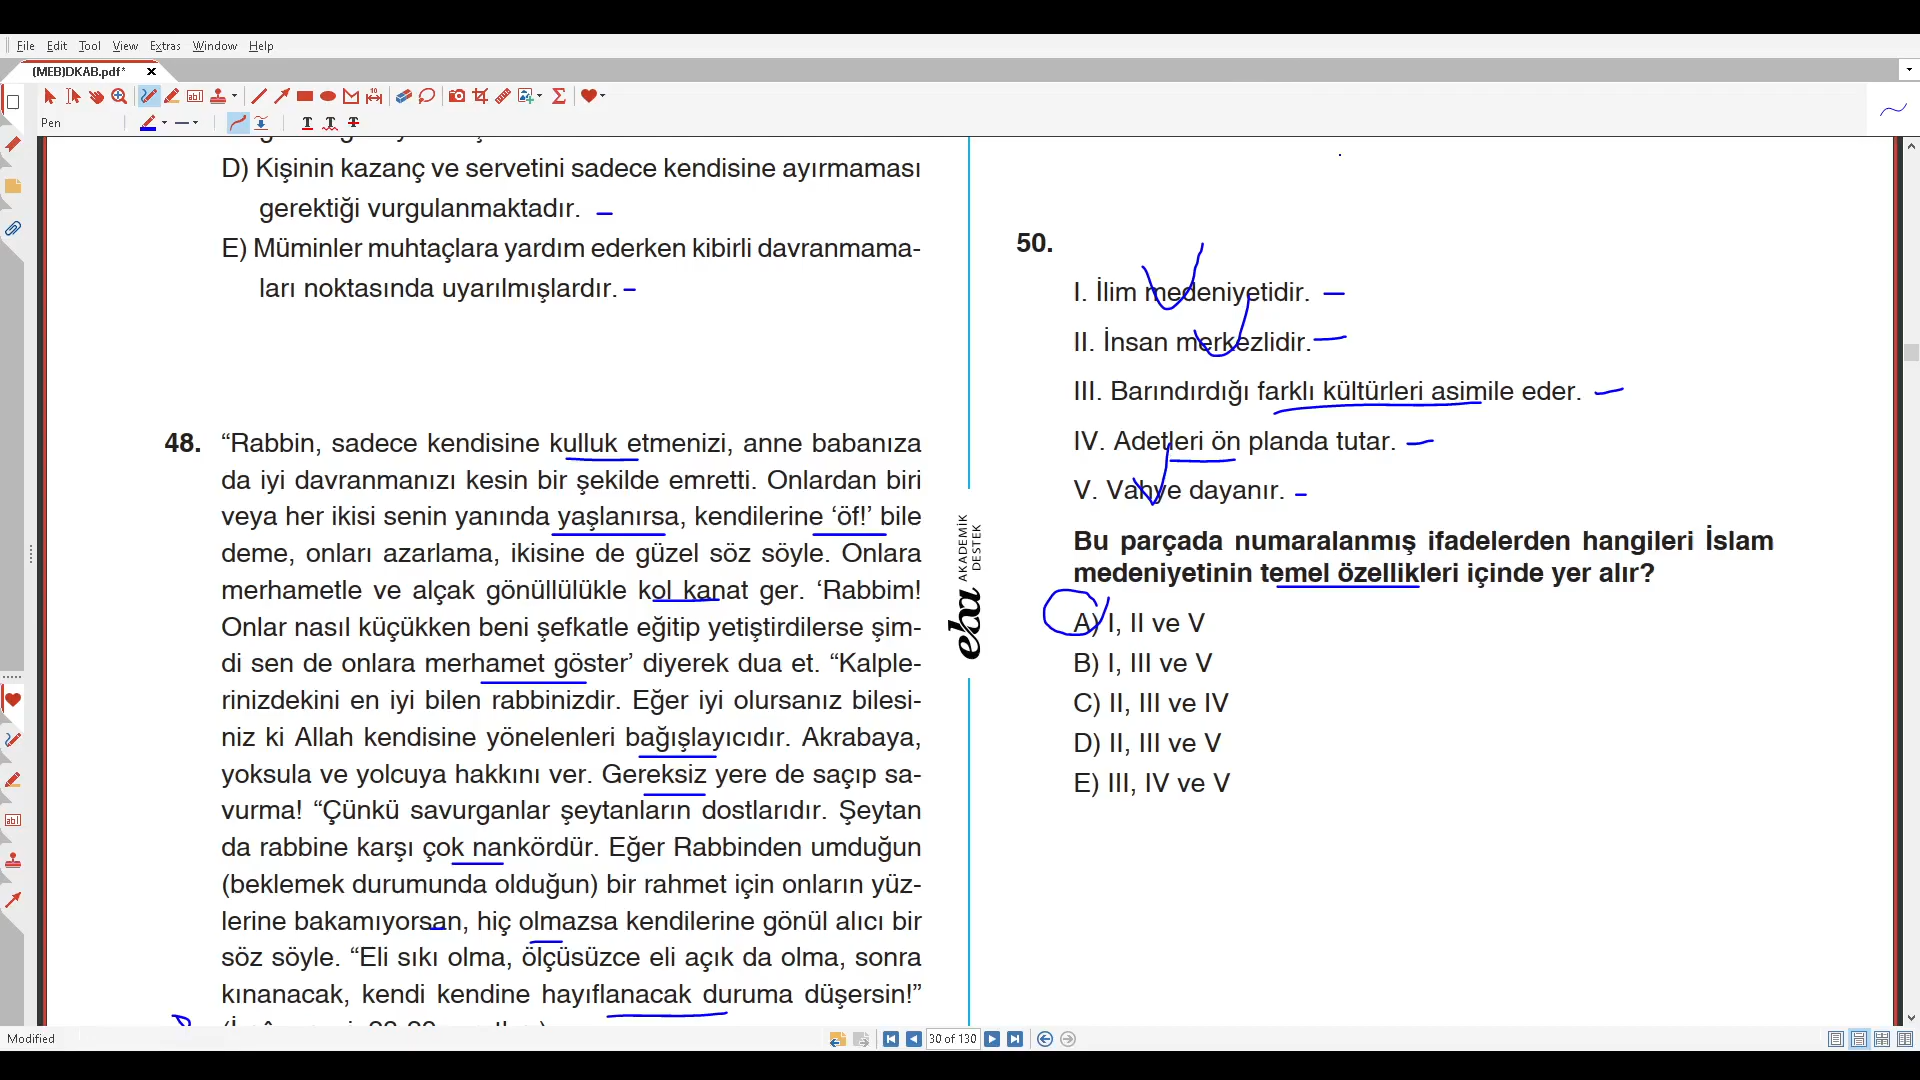 File Edit Tool View Extras Window Help
(MEB)DKAB.pdf*
Pen
D) Kişinin kazanç ve servetini sadece kendisine ayırmaması
gerektiği vurgulanmaktadır.
E) Müminler muhtaçlara yardım ederken kibirli davranmama-
ları noktasında uyarılmışlardır.
48. “Rabbin, sadece kendisine kulluk etmenizi, anne babanıza
da iyi davranmanızı kesin bir şekilde emretti. Onlardan biri
veya her ikisi senin yanında yaşlanırsa, kendilerine ‘öf!’ bile
deme, onları azarlama, ikisine de güzel söz söyle. Onlara
merhametle ve alçak gönüllülükle kol kanat ger. ‘Rabbim!
Onlar nasıl küçükken beni şefkatle eğitip yetiştirdilerse şim-
di sen de onlara merhamet göster’ diyerek dua et. “Kalple-
rinizdekini en iyi bilen rabbinizdir. Eğer iyi olursanız bilesi-
niz ki Allah kendisine yönelenleri bağışlayıcıdır. Akrabaya,
yoksula ve yolcuya hakkını ver. Gereksiz yere de saçıp sa-
vurma! “Çünkü savurganlar şeytanların dostlarıdır. Şeytan
da rabbine karşı çok nankördür. Eğer Rabbinden umduğun
(beklemek durumunda olduğun) bir rahmet için onların yüz-
lerine bakamıyorsan, hiç olmazsa kendilerine gönül alıcı bir
söz söyle. “Eli sıkı olma, ölçüsüzce eli açık da olma, sonra
kınanacak, kendi kendine hayıflanacak duruma düşersin!”
eba AKADEMİK
DESTEK
50.
I. İlim medeniyetidir.
II. İnsan merkezlidir.
III. Barındırdığı farklı kültürleri asimile eder.
IV. Adetleri ön planda tutar.
V. Vahye dayanır.
Bu parçada numaralanmış ifadelerden hangileri İslam
medeniyetinin temel özellikleri içinde yer alır?
A) I, II ve V
B) I, III ve V
C) II, III ve IV
D) II, III ve V
E) III, IV ve V
Modified
30 of 130